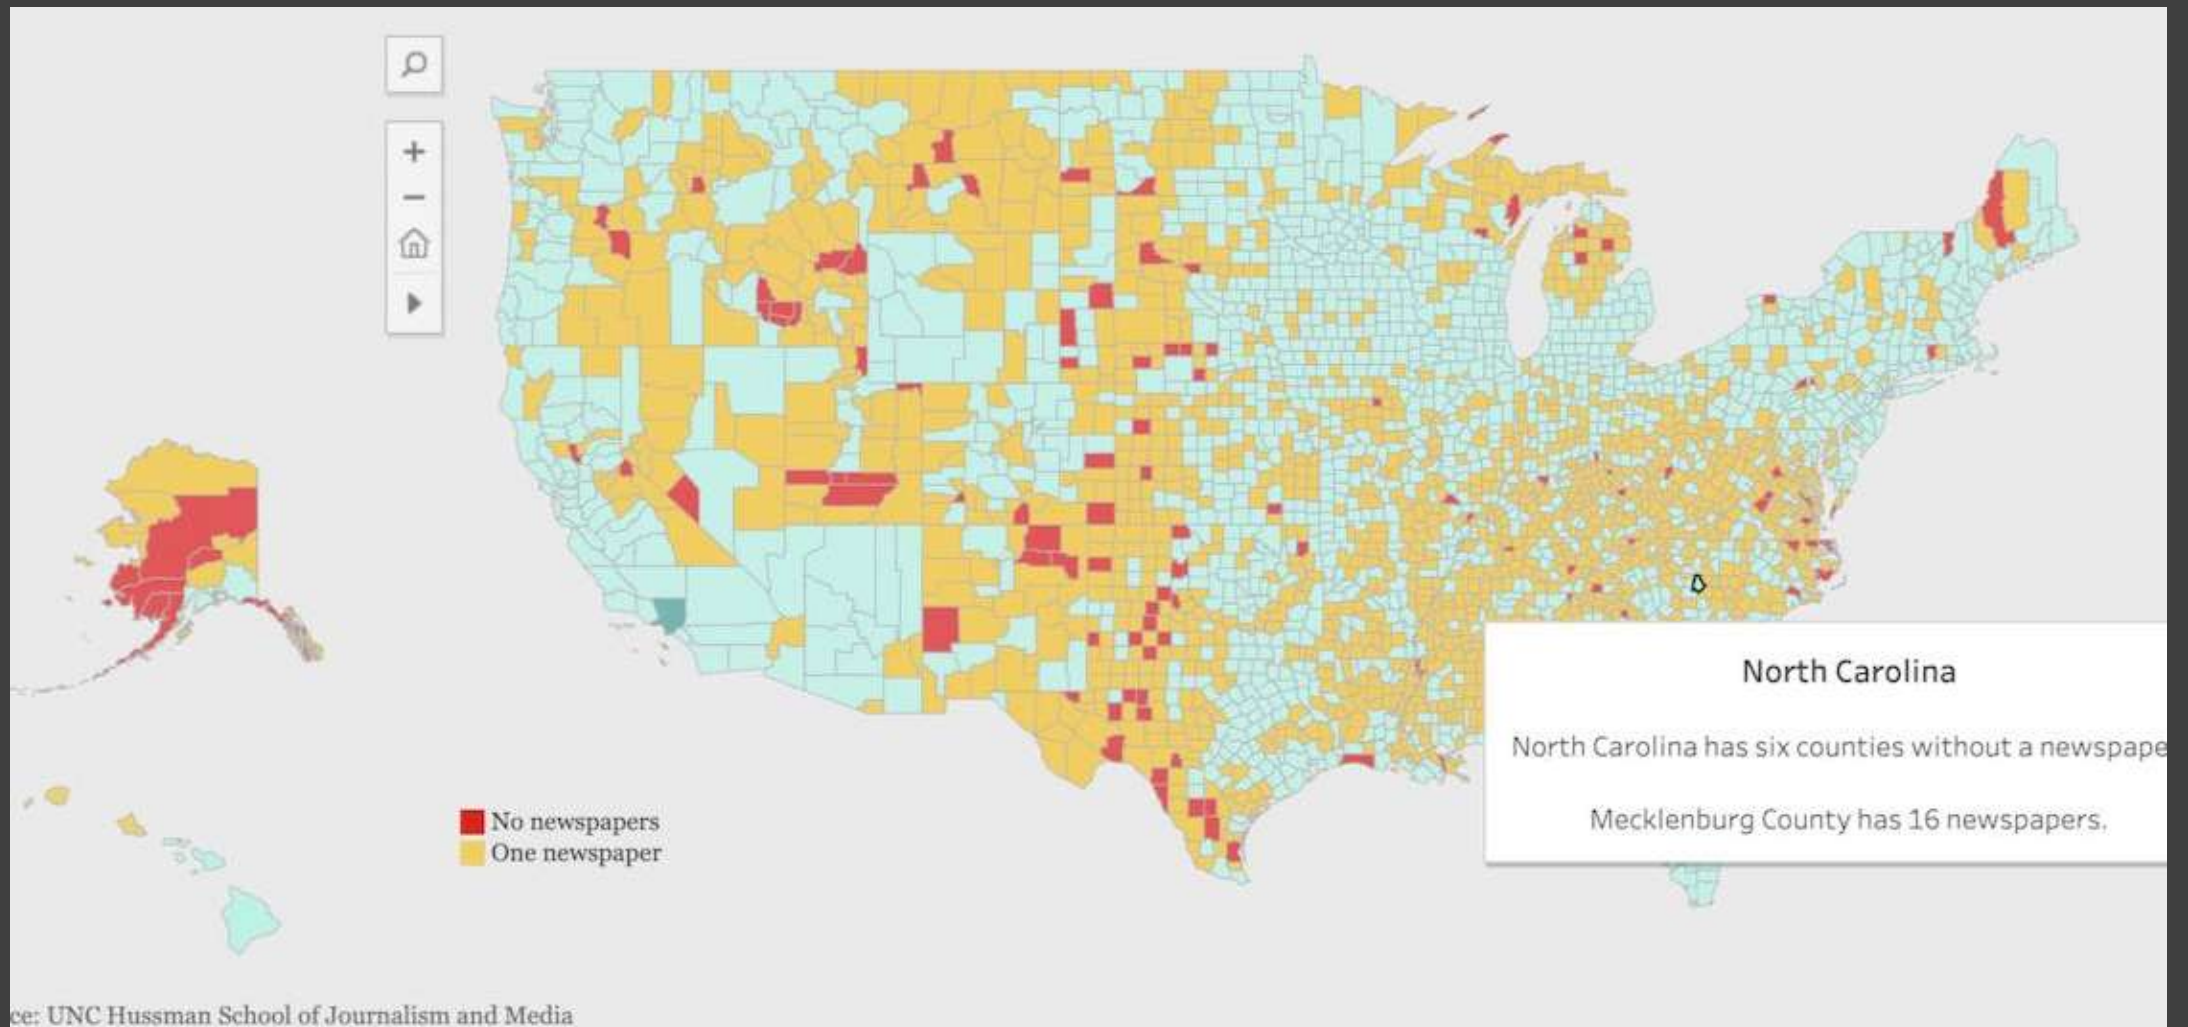 North Carolina
North Carolina has six counties without a newspape
Mecklenburg County has 16 newspapers.
No newspapers
One newspaper
ce: UNC Hussman School of Journalism and Media